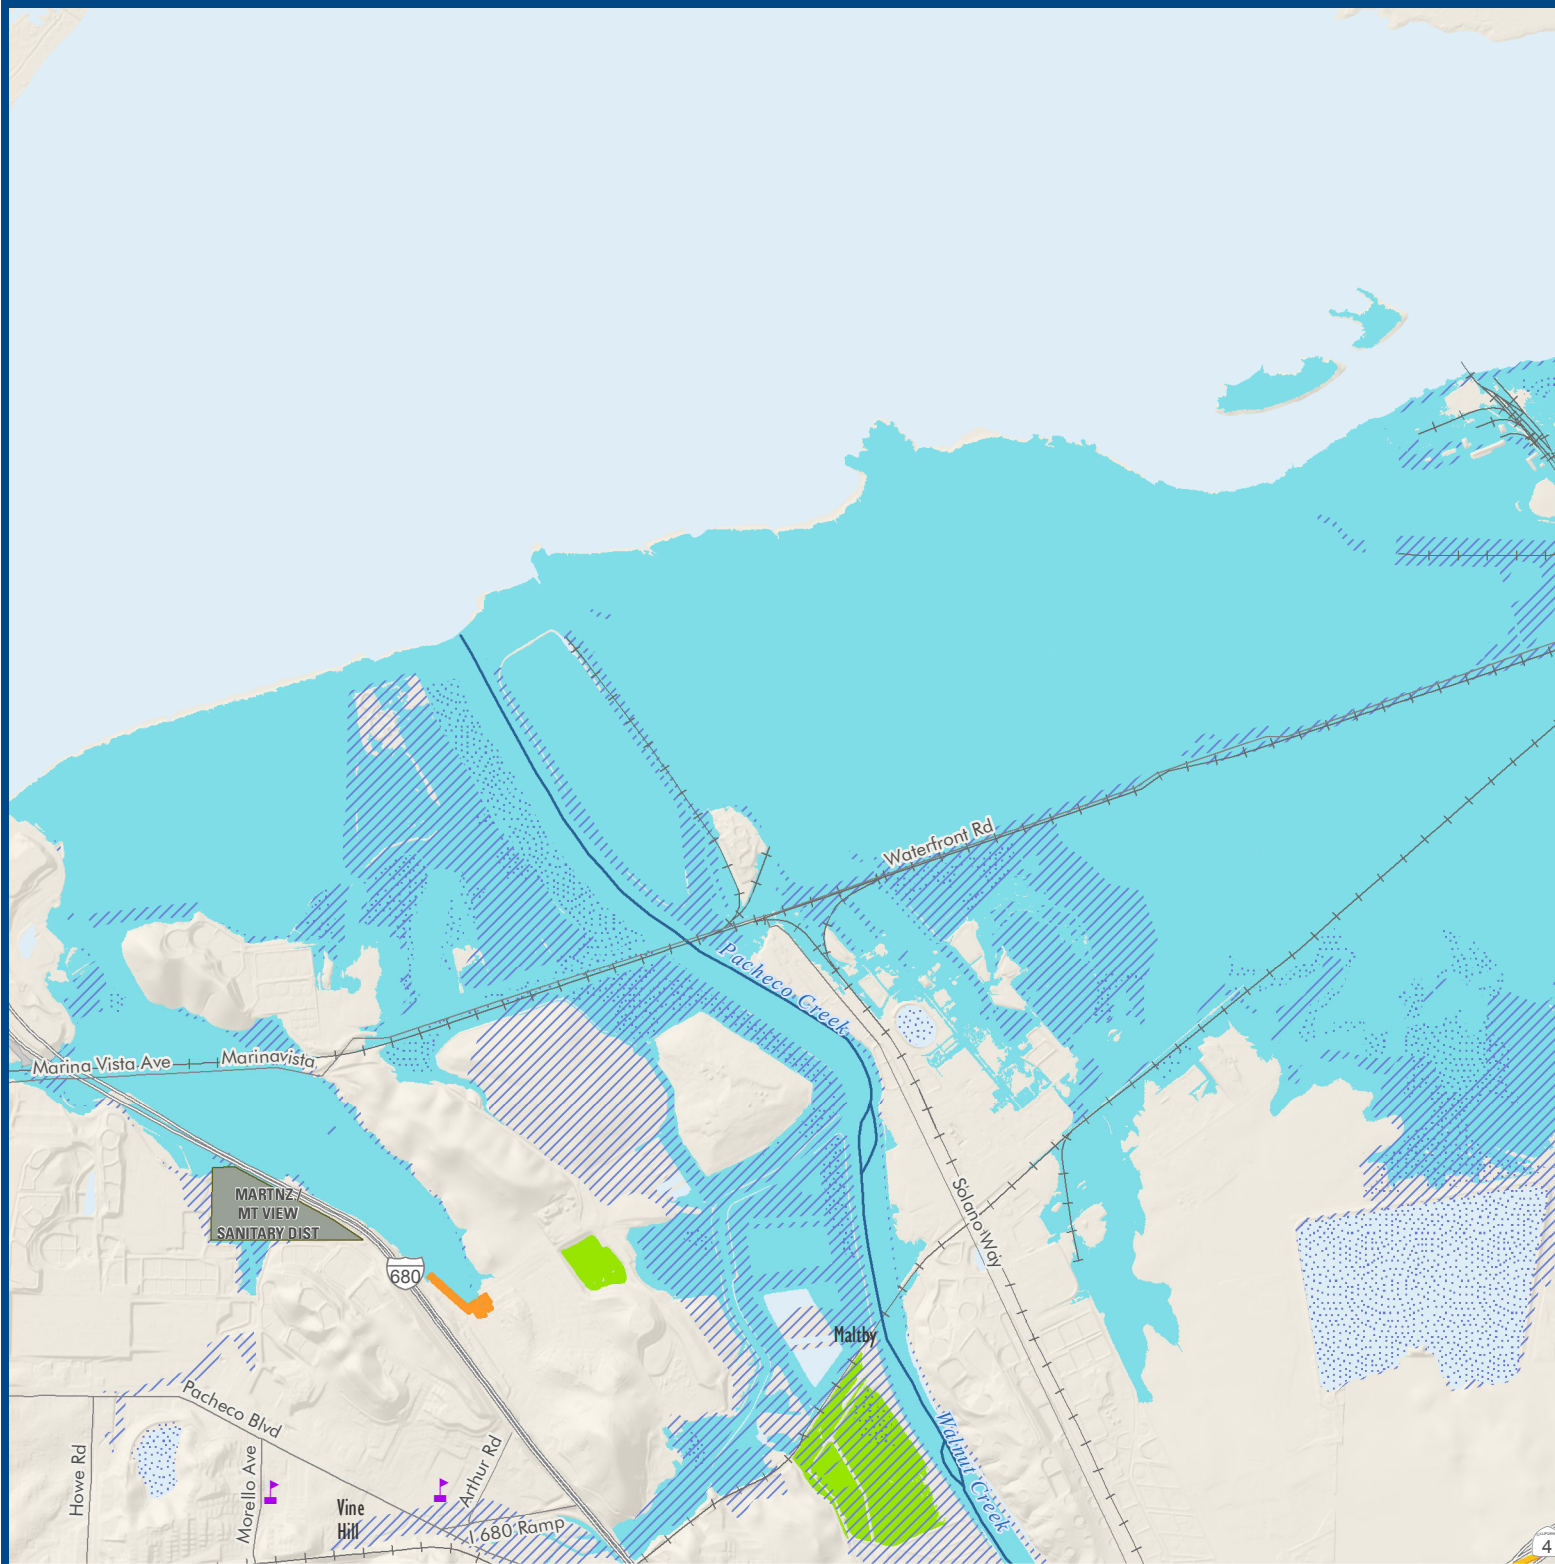 Waterfront Rd
Pacheco Creek
Marina Vista Ave
Marinavista
MARTNZ./
MT VIEW
SANITARY DIST
Solano Way
680
Maltby
Pacheco Blvd
Walnut Creek
Howe Rd
Morello Ave
Arthur Rd
Vine
Hill
I 680 Ramp
4